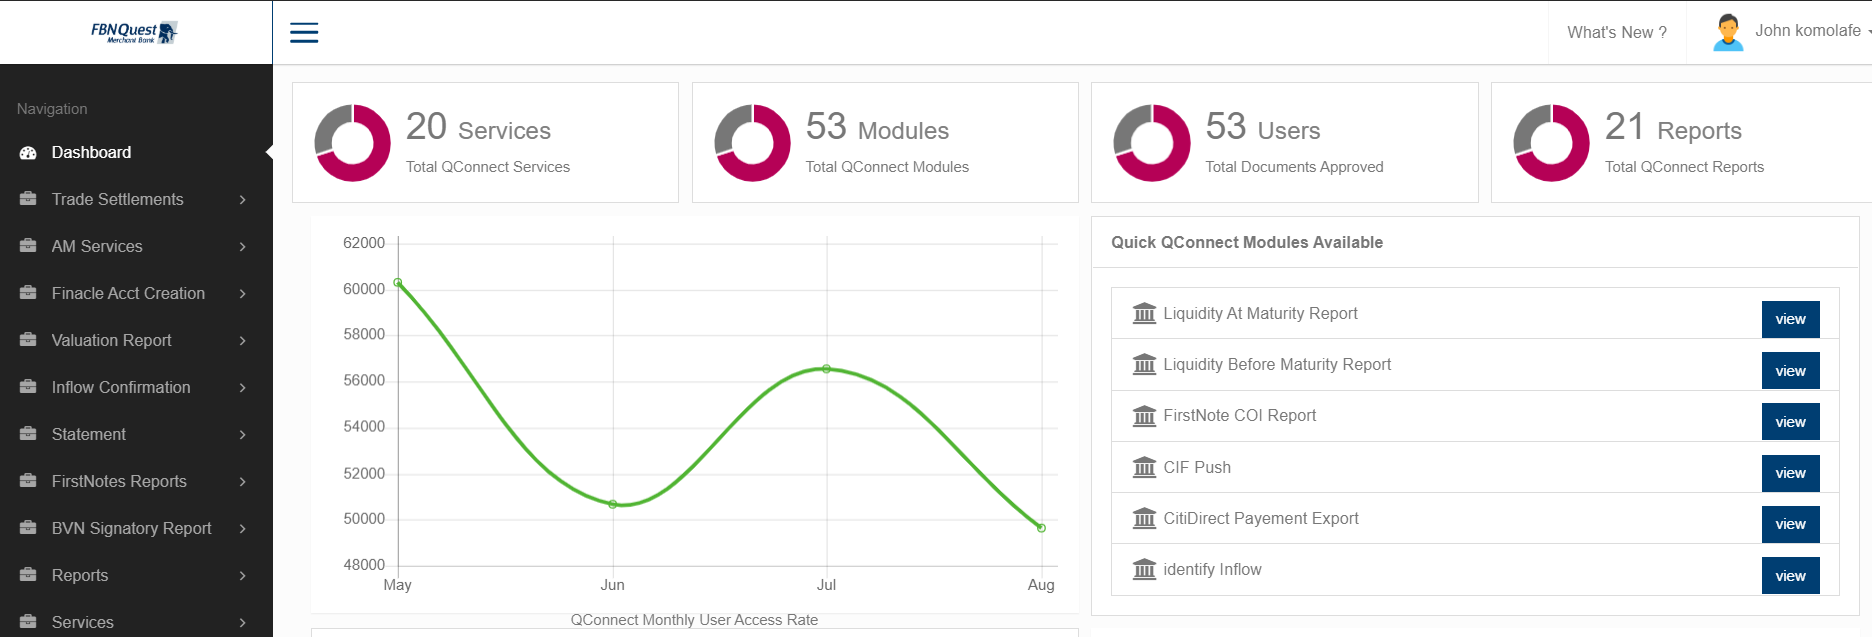 FBNQuest
Merchant Bank
What's New ?
John komolafe
Navigation
Dashboard
Trade Settlements
AM Services
Finacle Acct Creation
Valuation Report
Inflow Confirmation
Statement
FirstNotes Reports
BVN Signatory Report
Reports
Services
20 Services
Total QConnect Services
53 Modules
Total QConnect Modules
53 Users
Total Documents Approved
21 Reports
Total QConnect Reports
62000
60000
58000
56000
54000
52000
50000
48000
May Jun Jul Aug
QConnect Monthly User Access Rate
Quick QConnect Modules Available
Liquidity At Maturity Report view
Liquidity Before Maturity Report view
FirstNote COI Report view
CIF Push view
CitiDirect Payement Export view
identify Inflow view